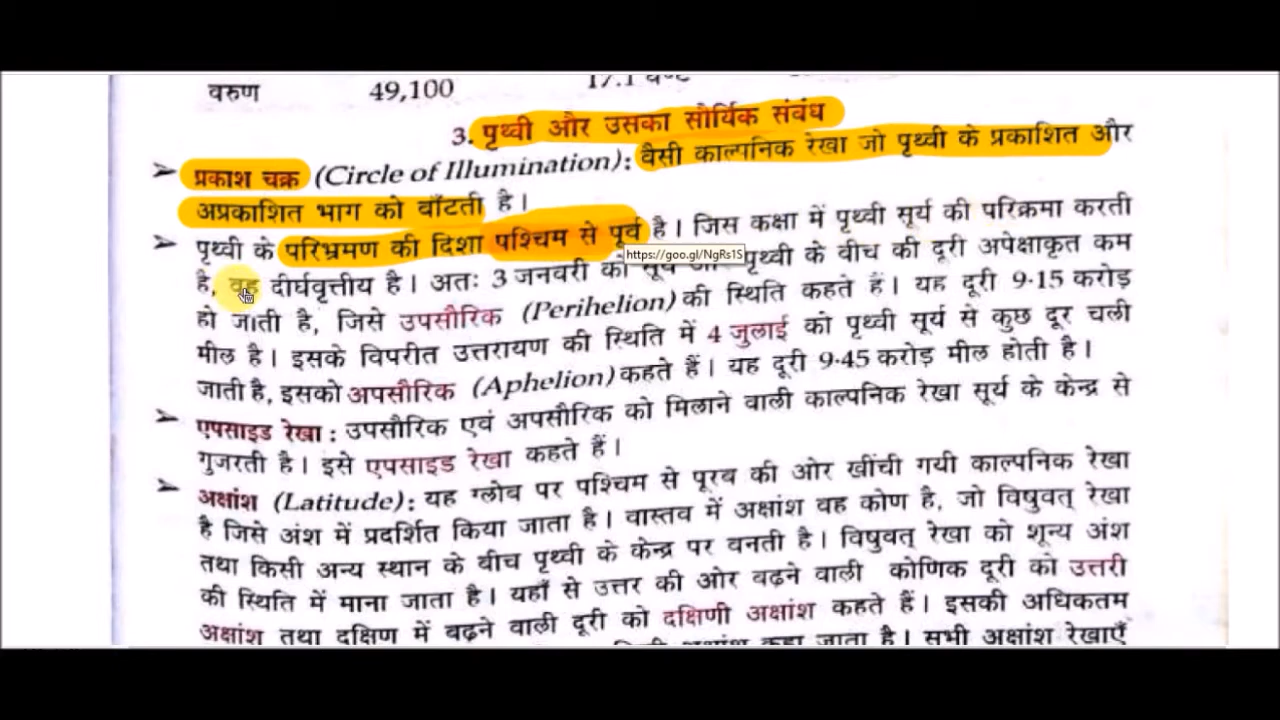 वरुण 49,100 17.1
3. पृथ्वी और उसका सौर्यिक संबंध
➢ प्रकाश चक्र (Circle of Illumination): वैसी काल्पनिक रेखा जो पृथ्वी के प्रकाशित और
अप्रकाशित भाग को बाँटती है।
➢ पृथ्वी के परिभ्रमण की दिशा पश्चिम से पूर्व है। जिस कक्षा में पृथ्वी सूर्य की परिक्रमा करती
https://goo.gl/NgRs1S
है, वह दीर्घवृत्तीय है। अतः 3 जनवरी को सूर्य पृथ्वी के बीच की दूरी अपेक्षाकृत कम
हो जाती है, जिसे उपसौरिक (Perihelion) की स्थिति कहते हैं। यह दूरी 9·15 करोड़
मील है। इसके विपरीत उत्तरायण की स्थिति में 4 जुलाई को पृथ्वी सूर्य से कुछ दूर चली
जाती है, इसको अपसौरिक (Aphelion) कहते हैं। यह दूरी 9·45 करोड़ मील होती है।
➢ एपसाइड रेखा : उपसौरिक एवं अपसौरिक को मिलाने वाली काल्पनिक रेखा सूर्य के केन्द्र से
गुजरती है। इसे एपसाइड रेखा कहते हैं।
➢ अक्षांश (Latitude): यह ग्लोब पर पश्चिम से पूरब की ओर खींची गयी काल्पनिक रेखा
है जिसे अंश में प्रदर्शित किया जाता है। वास्तव में अक्षांश वह कोण है, जो विषुवत् रेखा
तथा किसी अन्य स्थान के बीच पृथ्वी के केन्द्र पर बनती है। विषुवत् रेखा को शून्य अंश
की स्थिति में माना जाता है। यहाँ से उत्तर की ओर बढ़ने वाली कोणिक दूरी को उत्तरी
अक्षांश तथा दक्षिण में बढ़ने वाली दूरी को दक्षिणी अक्षांश कहते हैं। इसकी अधिकतम
कहा जाता है। सभी अक्षांश रेखाएँ